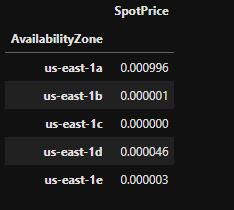 SpotPrice
AvailabilityZone
us-east-1a 0.000996
us-east-1b 0.000001
us-east-1c 0.000000
us-east-1d 0.000046
us-east-1e 0.000003